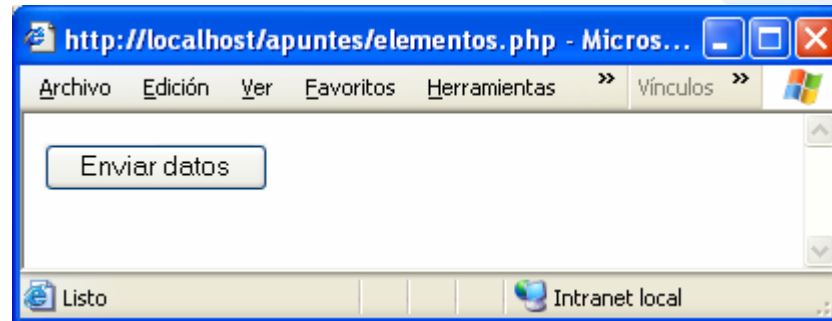 http://localhost/apuntes/elementos.php - Micros...
Archivo Edición Ver Favoritos Herramientas » Vínculos »
Enviar datos
Listo Intranet local